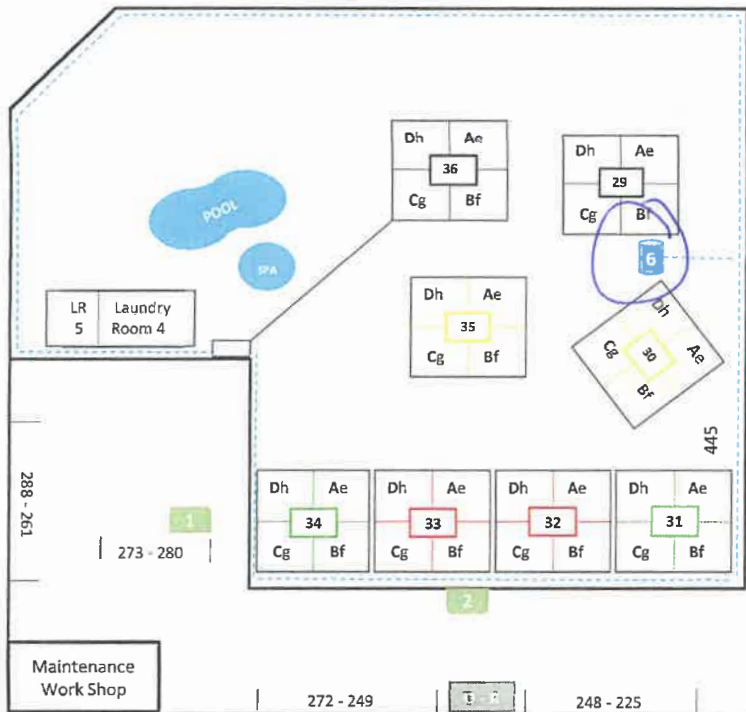 Dh Ae
36
Cg Bf
Dh Ae
29
Cg Bf
6
POOL
SPA
LR Laundry
5 Room 4
Dh Ae
35
Cg Bf
Dh
Cg 30 Ae
Bf
445
288 - 261
1
273 - 280
Dh Ae
34
Cg Bf
Dh Ae
33
Cg Bf
Dh Ae
32
Cg Bf
Dh Ae
31
Cg Bf
2
Maintenance
Work Shop
272 - 249
248 - 225